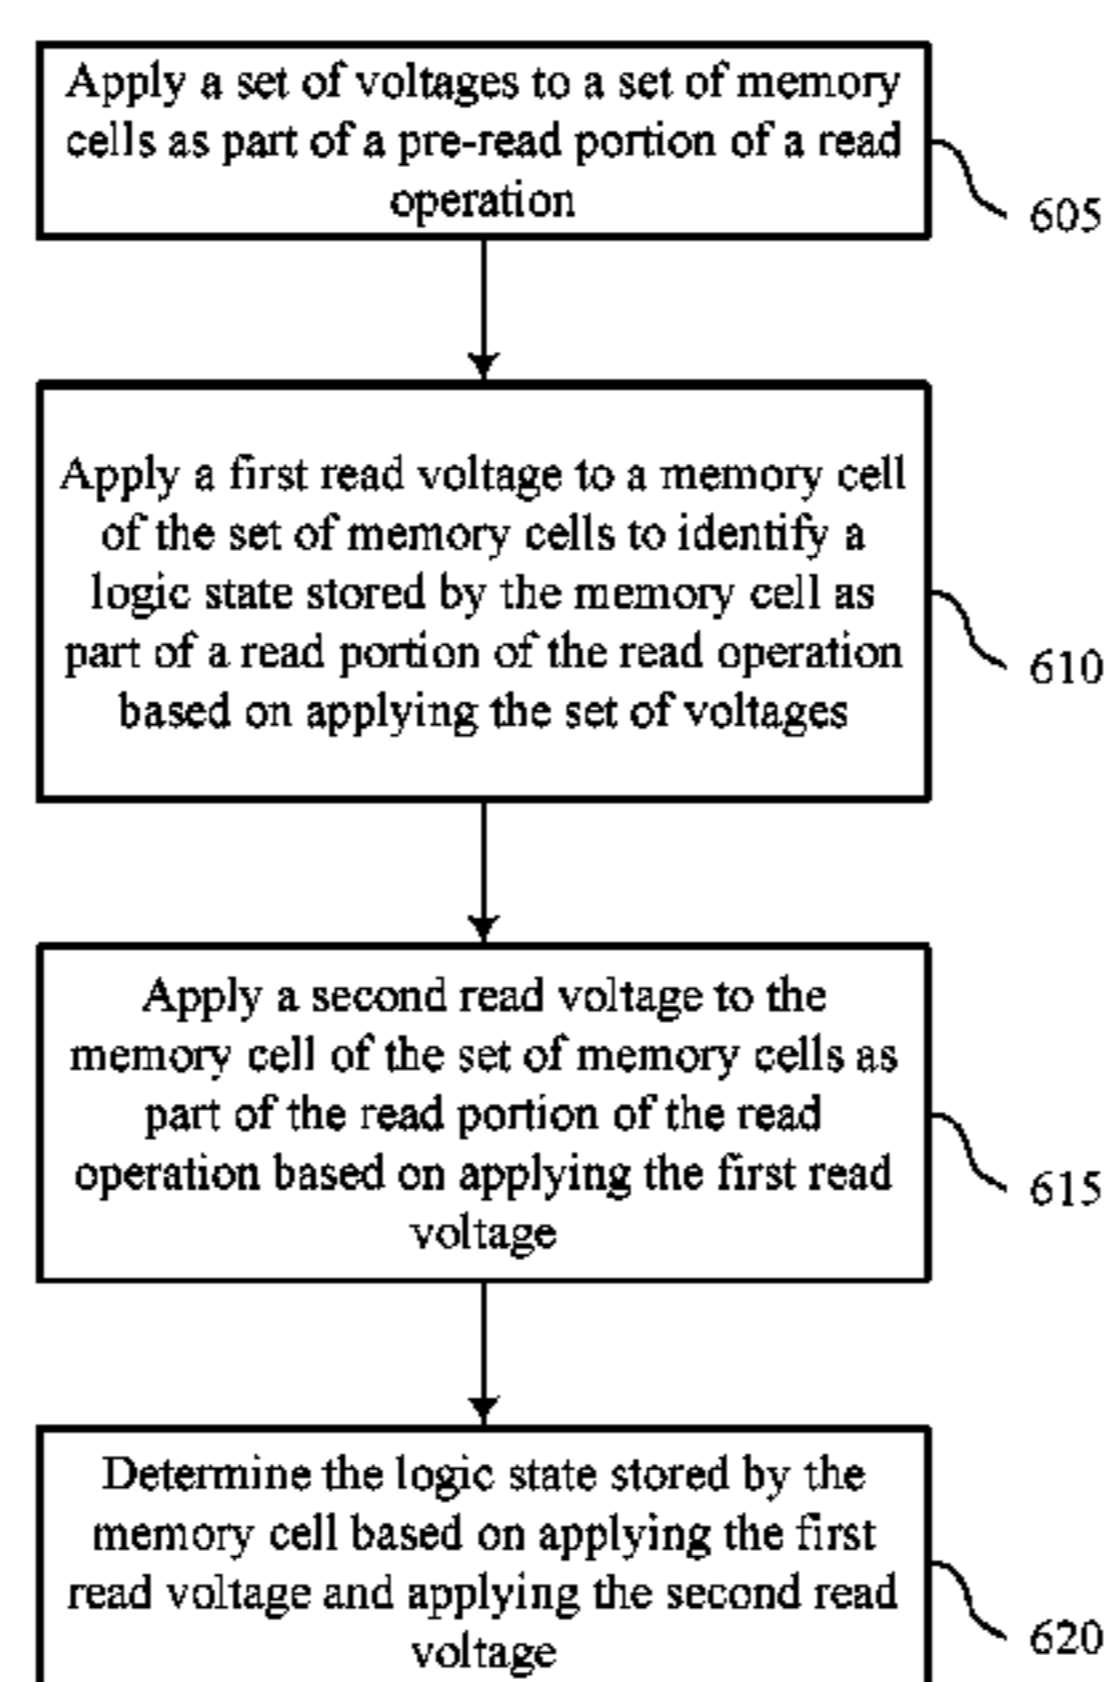 Apply a set of voltages to a set of memory
cells as part of a pre-read portion of a read
operation
605
Apply a first read voltage to a memory cell
of the set of memory cells to identify a
logic state stored by the memory cell as
part of a read portion of the read operation
based on applying the set of voltages
610
Apply a second read voltage to the
memory cell of the set of memory cells as
part of the read portion of the read
operation based on applying the first read
voltage
615
Determine the logic state stored by the
memory cell based on applying the first
read voltage and applying the second read
voltage
620